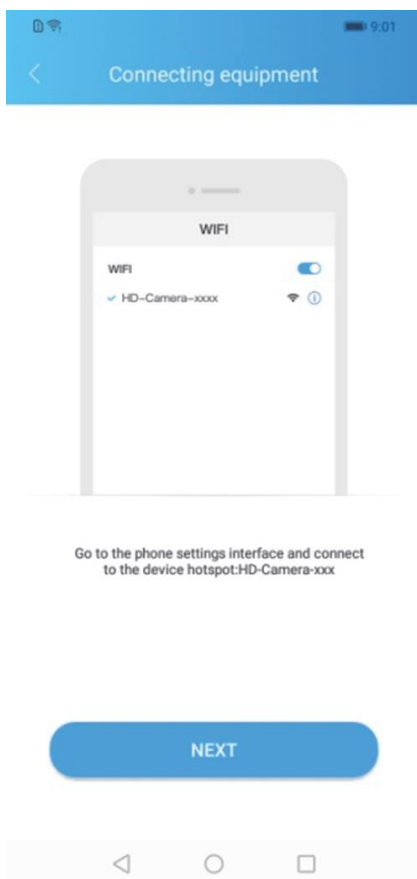 9:01
Connecting equipment
WIFI
WIFI
HD-Camera-xxxx
Go to the phone settings interface and connect
to the device hotspot:HD-Camera-xxx
NEXT